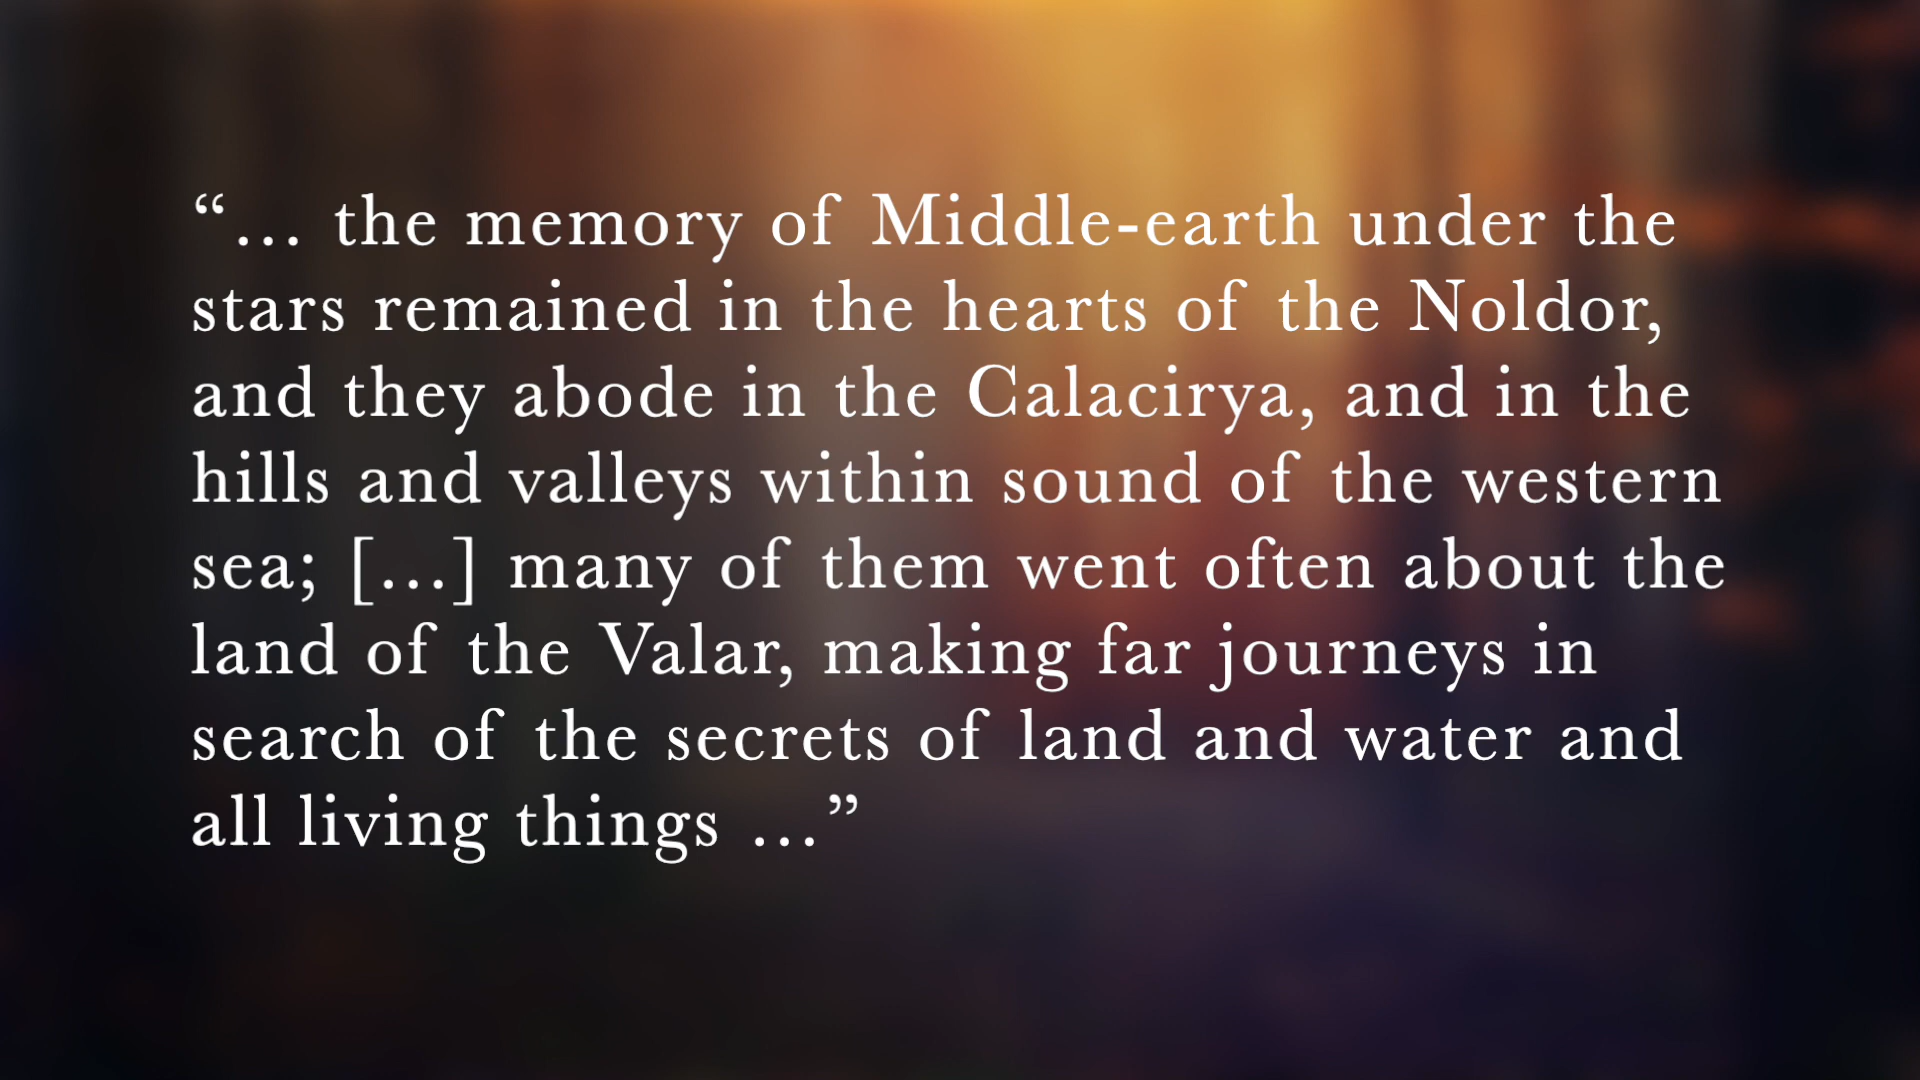 “… the memory of Middle-earth under the
stars remained in the hearts of the Noldor,
and they abode in the Calacirya, and in the
hills and valleys within sound of the western
sea; […] many of them went often about the
land of the Valar, making far journeys in
search of the secrets of land and water and
all living things …”